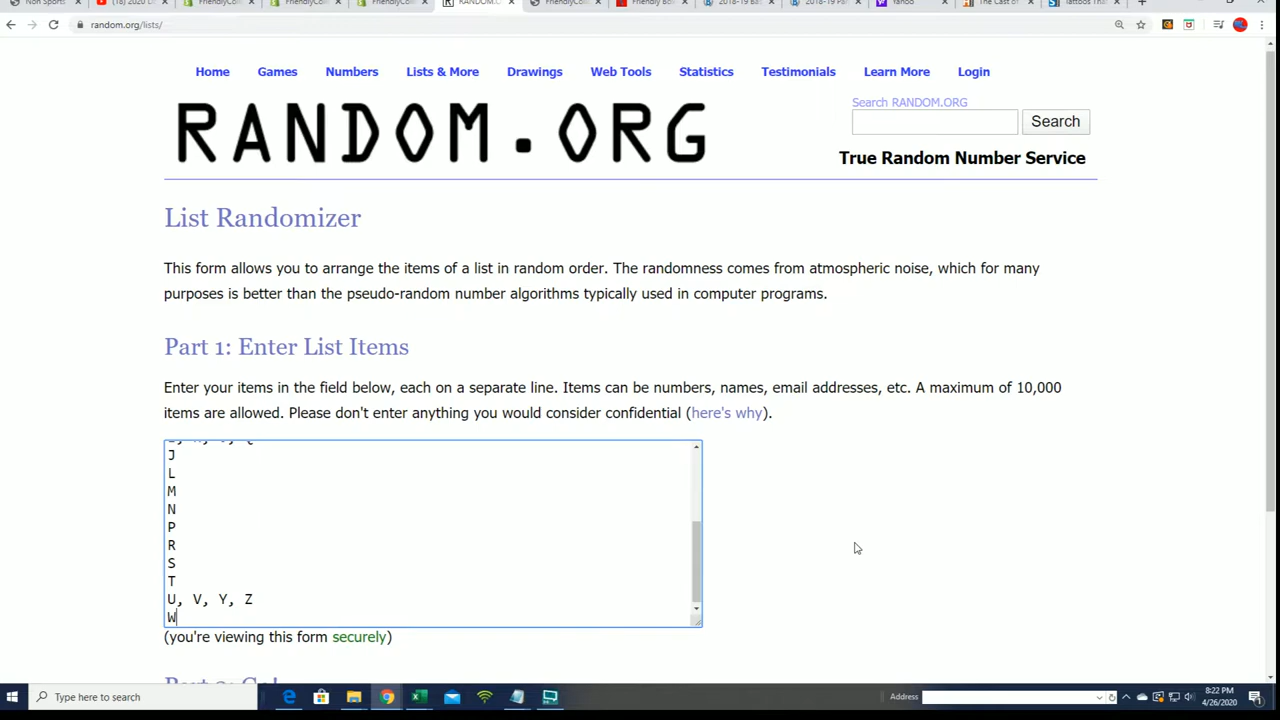 random.org/lists/
Home Games Numbers Lists & More Drawings Web Tools Statistics Testimonials Learn More Login
RANDOM.ORG
Search RANDOM.ORG
Search
True Random Number Service
List Randomizer
This form allows you to arrange the items of a list in random order. The randomness comes from atmospheric noise, which for many
purposes is better than the pseudo-random number algorithms typically used in computer programs.
Part 1: Enter List Items
Enter your items in the field below, each on a separate line. Items can be numbers, names, email addresses, etc. A maximum of 10,000
items are allowed. Please don't enter anything you would consider confidential (here's why).
J
L
M
N
P
R
S
T
U, V, Y, Z
W
(you're viewing this form securely)
Type here to search
Address
8:22 PM
4/26/2020